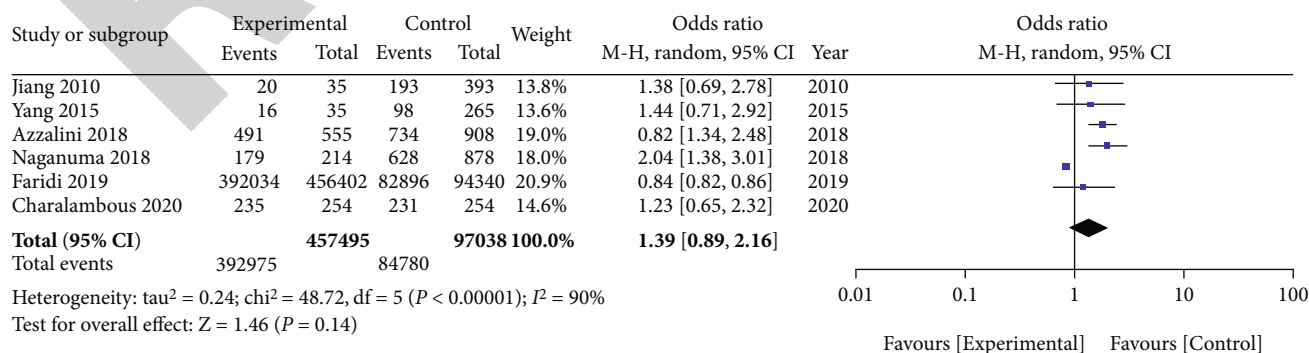 Study or subgroup Experimental Control Weight Odds ratio Odds ratio
Events Total Events Total M-H, random, 95% CI Year M-H, random, 95% CI
Jiang 2010 20 35 193 393 13.8% 1.38 [0.69, 2.78] 2010
Yang 2015 16 35 98 265 13.6% 1.44 [0.71, 2.92] 2015
Azzalini 2018 491 555 734 908 19.0% 0.82 [1.34, 2.48] 2018
Naganuma 2018 179 214 628 878 18.0% 2.04 [1.38, 3.01] 2018
Faridi 2019 392034 456402 82896 94340 20.9% 0.84 [0.82, 0.86] 2019
Charalambous 2020 235 254 231 254 14.6% 1.23 [0.65, 2.32] 2020
Total (95% CI) 457495 97038 100.0% 1.39 [0.89, 2.16]
Total events 392975 84780
Heterogeneity: tau² = 0.24; chi² = 48.72, df = 5 (P < 0.00001); I² = 90%
Test for overall effect: Z = 1.46 (P = 0.14)
0.01 0.1 1 10 100
Favours [Experimental] Favours [Control]